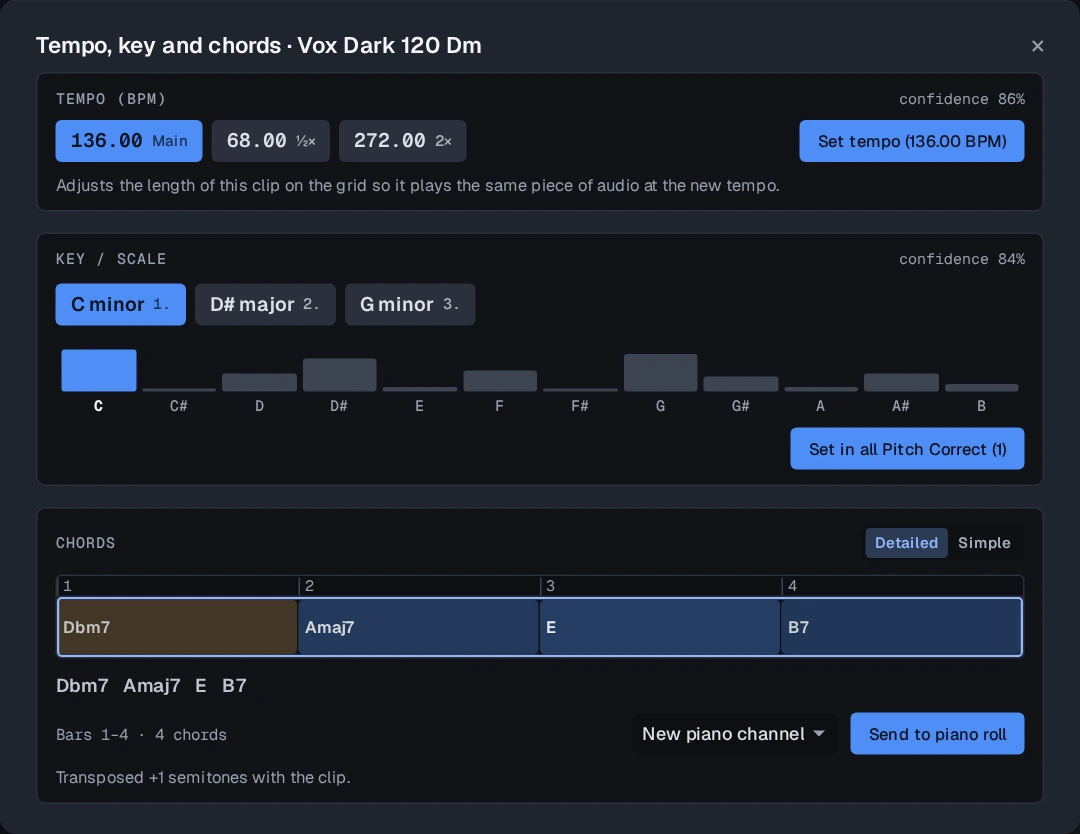 Tempo, key and chords · Vox Dark 120 Dm ×
TEMPO (BPM) confidence 86%
136.00 Main 68.00 ½× 272.00 2× Set tempo (136.00 BPM)
Adjusts the length of this clip on the grid so it plays the same piece of audio at the new tempo.
KEY / SCALE confidence 84%
C minor 1. D# major 2. G minor 3.
C C# D D# E F F# G G# A A# B
Set in all Pitch Correct (1)
CHORDS Detailed Simple
1 2 3 4
Dbm7 Amaj7 E B7
Dbm7 Amaj7 E B7
Bars 1–4 · 4 chords New piano channel Send to piano roll
Transposed +1 semitones with the clip.